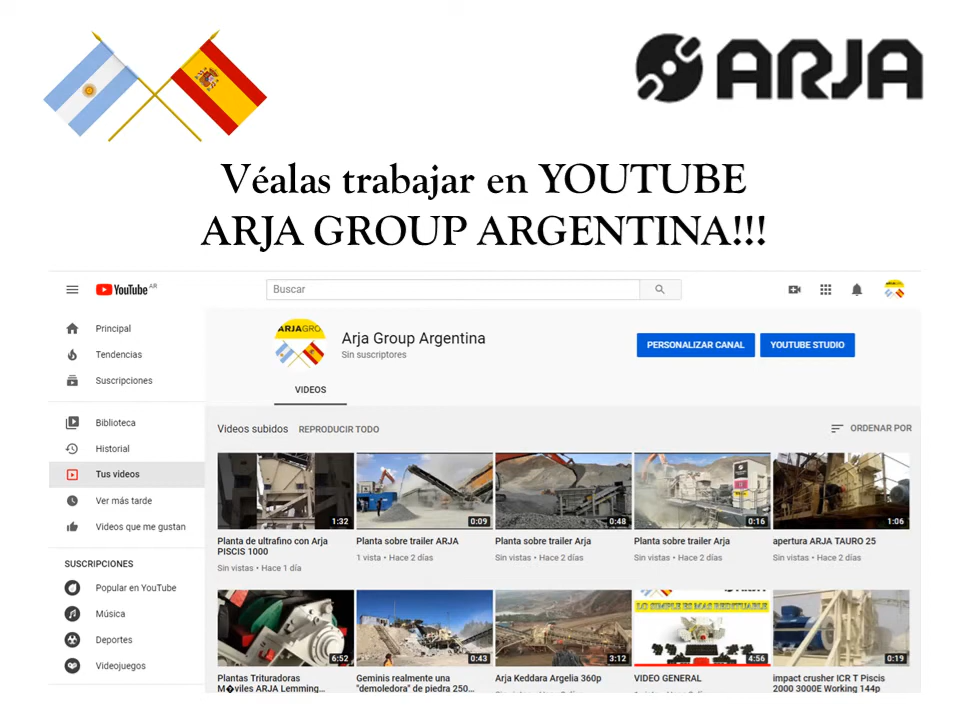 ARJA
Véalas trabajar en YOUTUBE
ARJA GROUP ARGENTINA!!!
YouTube AR
Buscar
Principal
Tendencias
Suscripciones
Biblioteca
Historial
Tus videos
Ver más tarde
Videos que me gustan
SUSCRIPCIONES
Popular en YouTube
Música
Deportes
Videojuegos
ARJAGRO
Arja Group Argentina
Sin suscriptores
PERSONALIZAR CANAL
YOUTUBE STUDIO
VIDEOS
Videos subidos
REPRODUCIR TODO
ORDENAR POR
1:32
0:09
0:48
0:16
1:06
Planta de ultrafino con Arja
PISCIS 1000
Sin vistas • Hace 1 día
Planta sobre trailer ARJA
1 vista • Hace 2 días
Planta sobre trailer Arja
Sin vistas • Hace 2 días
Planta sobre trailer Arja
Sin vistas • Hace 2 días
apertura ARJA TAURO 25
Sin vistas • Hace 2 días
6:52
0:43
3:12
LO SIMPLE ES MAS REDITUABLE
4:56
0:19
Plantas Trituradoras
M�viles ARJA Lemming...
Geminis realmente una
"demoledora" de piedra 250...
Arja Keddara Argelia 360p
VIDEO GENERAL
impact crusher ICR T Piscis
2000 3000E Working 144p